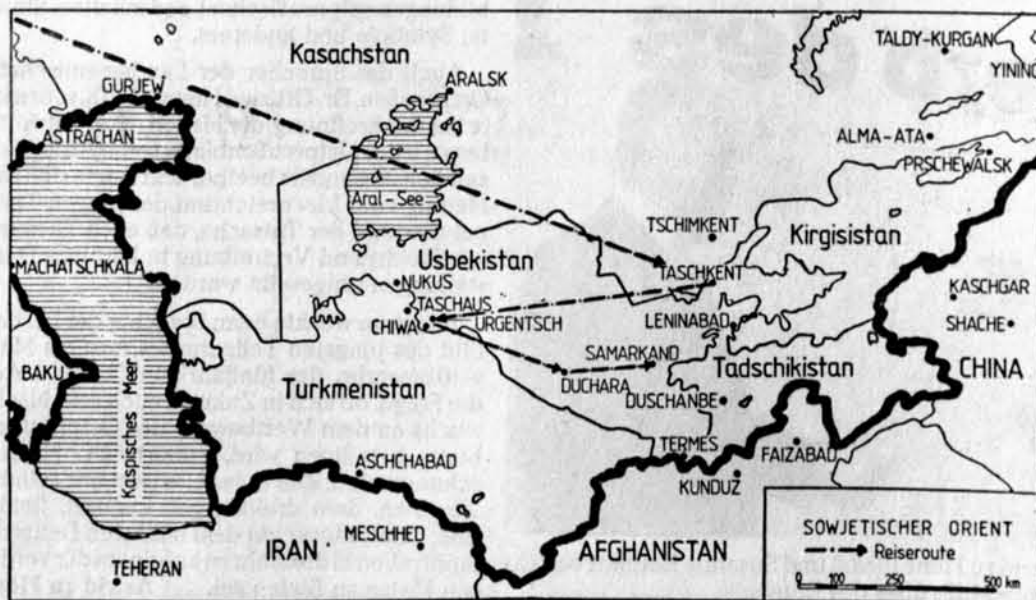 Kasachstan
TALDY-KURGAN
YINING
GURJEW
ARALSK
ASTRACHAN
ALMA-ATA
PRSCHEWALSK
Aral-See
TSCHIMKENT
Kirgisistan
Usbekistan
MACHATSCHKALA
TASCHKENT
NUKUS
KASCHGAR
TASCHAUS
CHIWA
URGENTSCH
LENINABAD
SHACHE
SAMARKAND
BAKU
Kaspisches Meer
Turkmenistan
DUCHARA
Tadschikistan
CHINA
DUSCHANBE
TERMES
FAIZABAD
ASCHCHABAD
KUNDUZ
MESCHHED
IRAN
AFGHANISTAN
SOWJETISCHER ORIENT
Reiseroute
TEHERAN
0 100 500 km